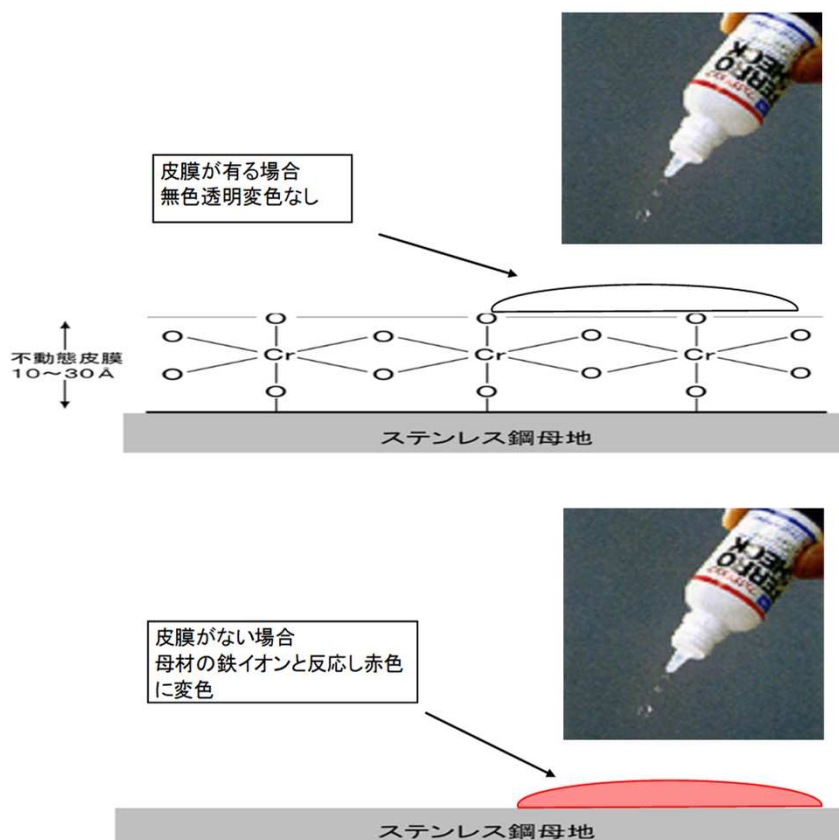 皮膜が有る場合
無色透明変色なし
O O O
O O O O
不動態皮膜
10～30Å
Cr Cr Cr
O O O O
O O O
ステンレス鋼母地
皮膜がない場合
母材の鉄イオンと反応し赤色
に変色
ステンレス鋼母地